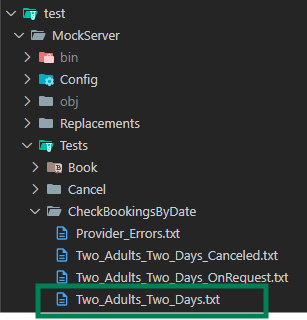 test
MockServer
bin
Config
obj
Replacements
Tests
Book
Cancel
CheckBookingsByDate
Provider_Errors.txt
Two_Adults_Two_Days_Canceled.txt
Two_Adults_Two_Days_OnRequest.txt
Two_Adults_Two_Days.txt